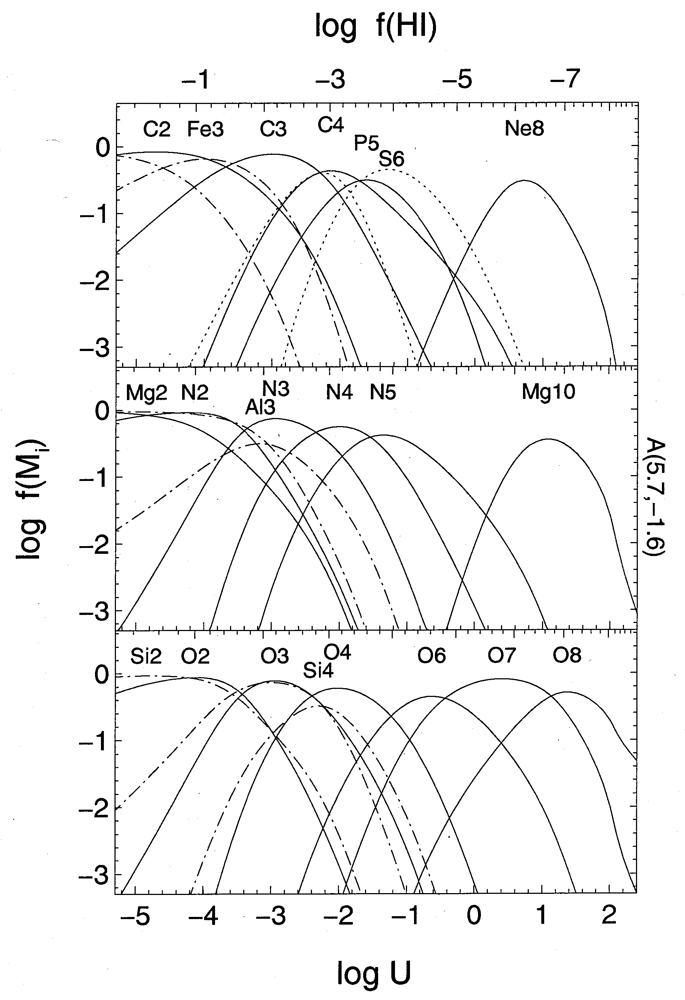 log f(HI)
−1 −3 −5 −7
C2 Fe3 C3 C4 Ne8
P5
S6
0
−1
−2
−3
Mg2 N2 N3 N4 N5 Mg10
Al3
0
−1
−2
−3
Si2 O2 O3 O4 O6 O7 O8
Si4
0
−1
−2
−3
−5 −4 −3 −2 −1 0 1 2
log U
log f(Mi)
A(5.7,−1.6)